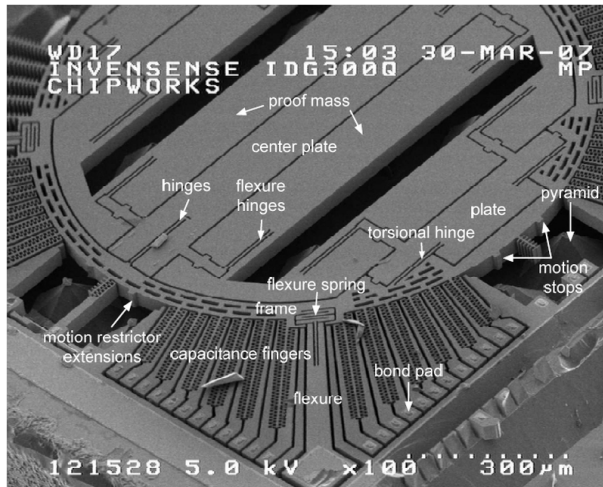 WD17 15:03 30-MAR-07
INVENSENSE IDG300Q MP
CHIPWORKS
proof mass
center plate
hinges
flexure
hinges
pyramid
plate
torsional hinge
motion
stops
flexure spring
frame
motion restrictor
extensions
capacitance fingers
bond pad
flexure
121528 5.0 kV x100 300µm